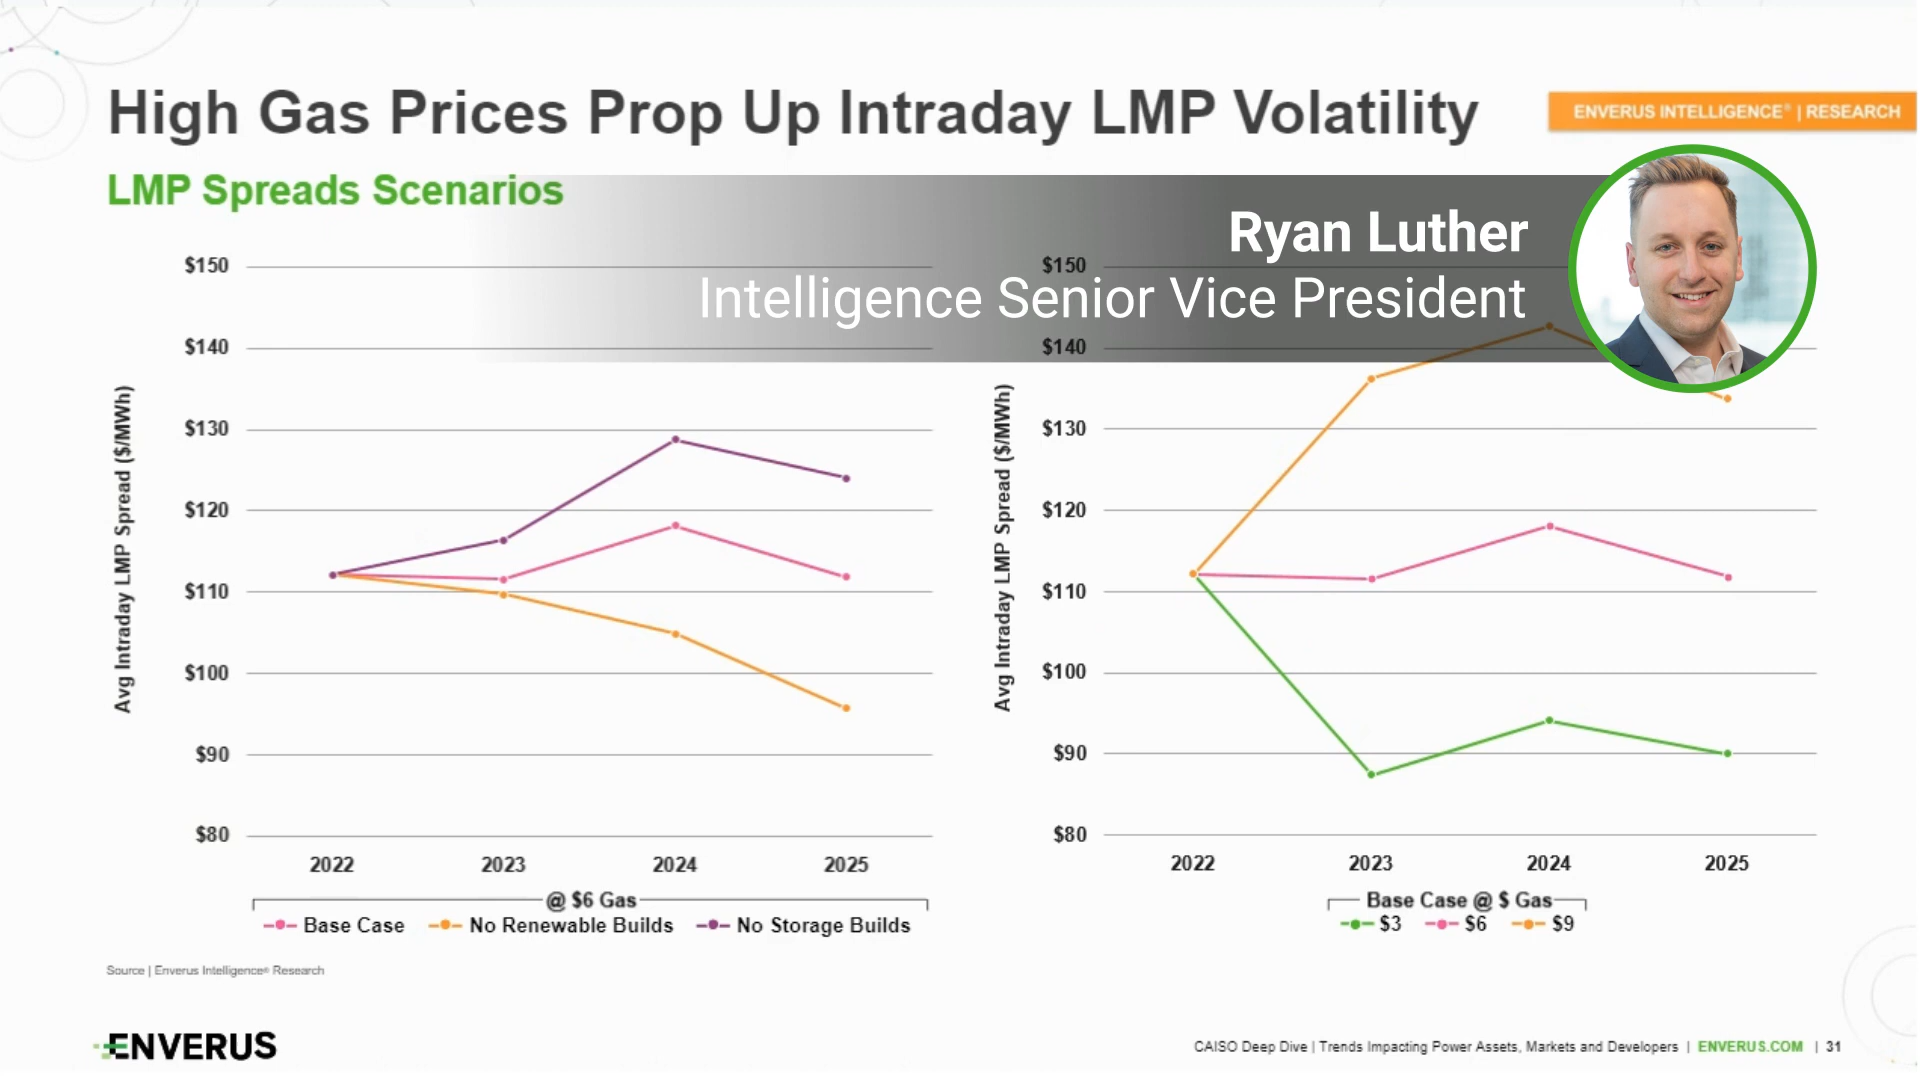 High Gas Prices Prop Up Intraday LMP Volatility
ENVERUS INTELLIGENCE® | RESEARCH
LMP Spreads Scenarios
Ryan Luther
Intelligence Senior Vice President
Avg Intraday LMP Spread ($/MWh)
$150
$140
$130
$120
$110
$100
$90
$80
2022 2023 2024 2025
@ $6 Gas
Base Case No Renewable Builds No Storage Builds
Avg Intraday LMP Spread ($/MWh)
$150
$140
$130
$120
$110
$100
$90
$80
2022 2023 2024 2025
Base Case @ $ Gas
$3 $6 $9
Source | Enverus Intelligence® Research
ENVERUS
CAISO Deep Dive | Trends Impacting Power Assets, Markets and Developers | ENVERUS.COM | 31